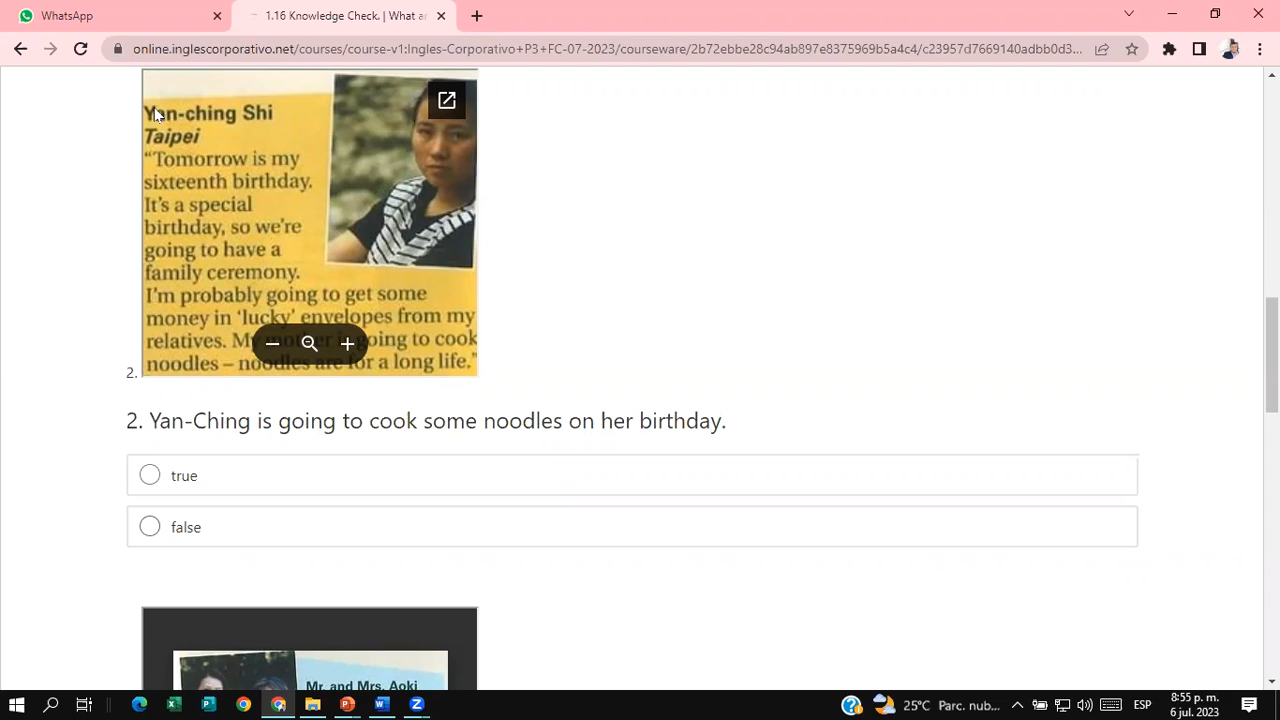 WhatsApp
1.16 Knowledge Check. | What ar
online.inglescorporativo.net/courses/course-v1:Ingles-Corporativo+P3+FC-07-2023/courseware/2b72ebbe28c94ab897e8375969b5a4c4/c23957d7669140adbb0d3...
Yan-ching Shi
Taipei
"Tomorrow is my
sixteenth birthday.
It's a special
birthday, so we're
going to have a
family ceremony.
I'm probably going to get some
money in 'lucky' envelopes from my
relatives. My mother is going to cook
noodles – noodles are for a long life."
2.
2. Yan-Ching is going to cook some noodles on her birthday.
true
false
Mr. and Mrs. Aoki
25°C Parc. nub...
ESP
8:55 p. m.
6 jul. 2023